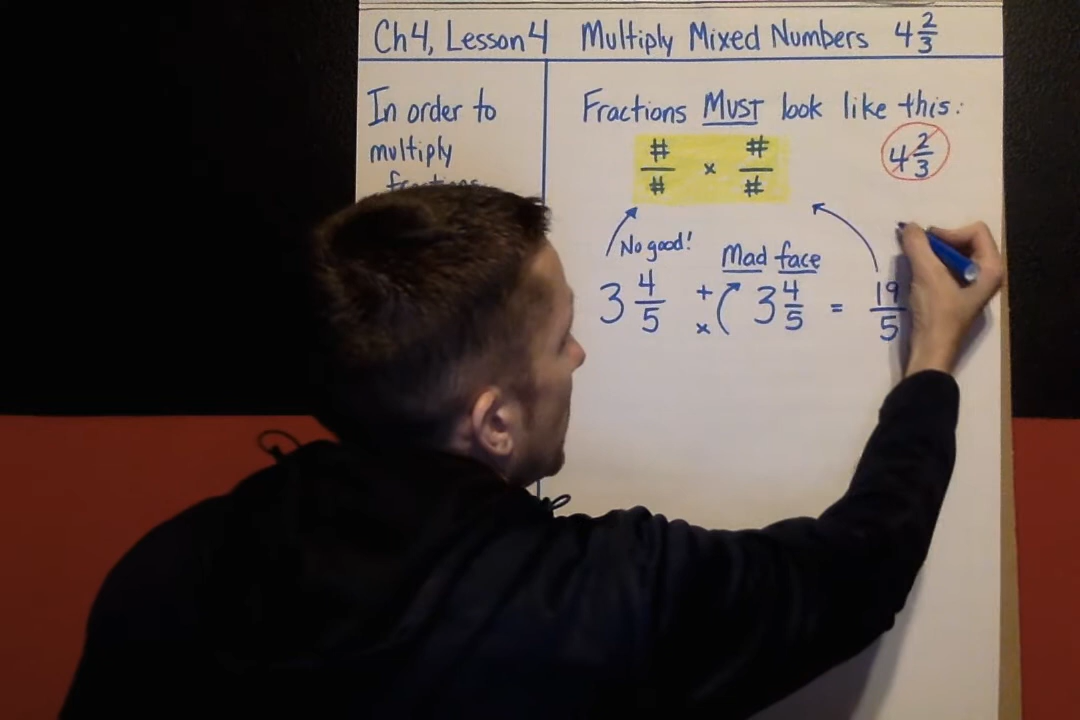 Ch4, Lesson 4 Multiply Mixed Numbers 4 2/3
In order to
multiply
fractions
Fractions MUST look like this:
#/# x #/#
4 2/3
No good!
Mad face
3 4/5
+
x
3 4/5 = 19/5